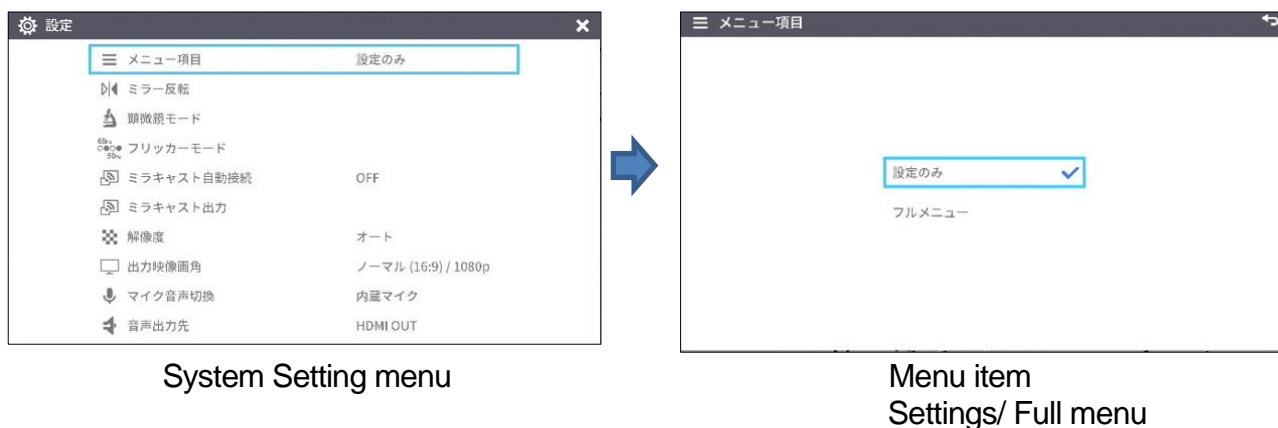 設定
メニュー項目 設定のみ
ミラー反転
顕微鏡モード
60Hz
50Hz
フリッカーモード
ミラキャスト自動接続 OFF
ミラキャスト出力
解像度 オート
出力映像画角 ノーマル (16:9) / 1080p
マイク音声切換 内蔵マイク
音声出力先 HDMI OUT
System Setting menu
メニュー項目
設定のみ
フルメニュー
Menu item
Settings/ Full menu